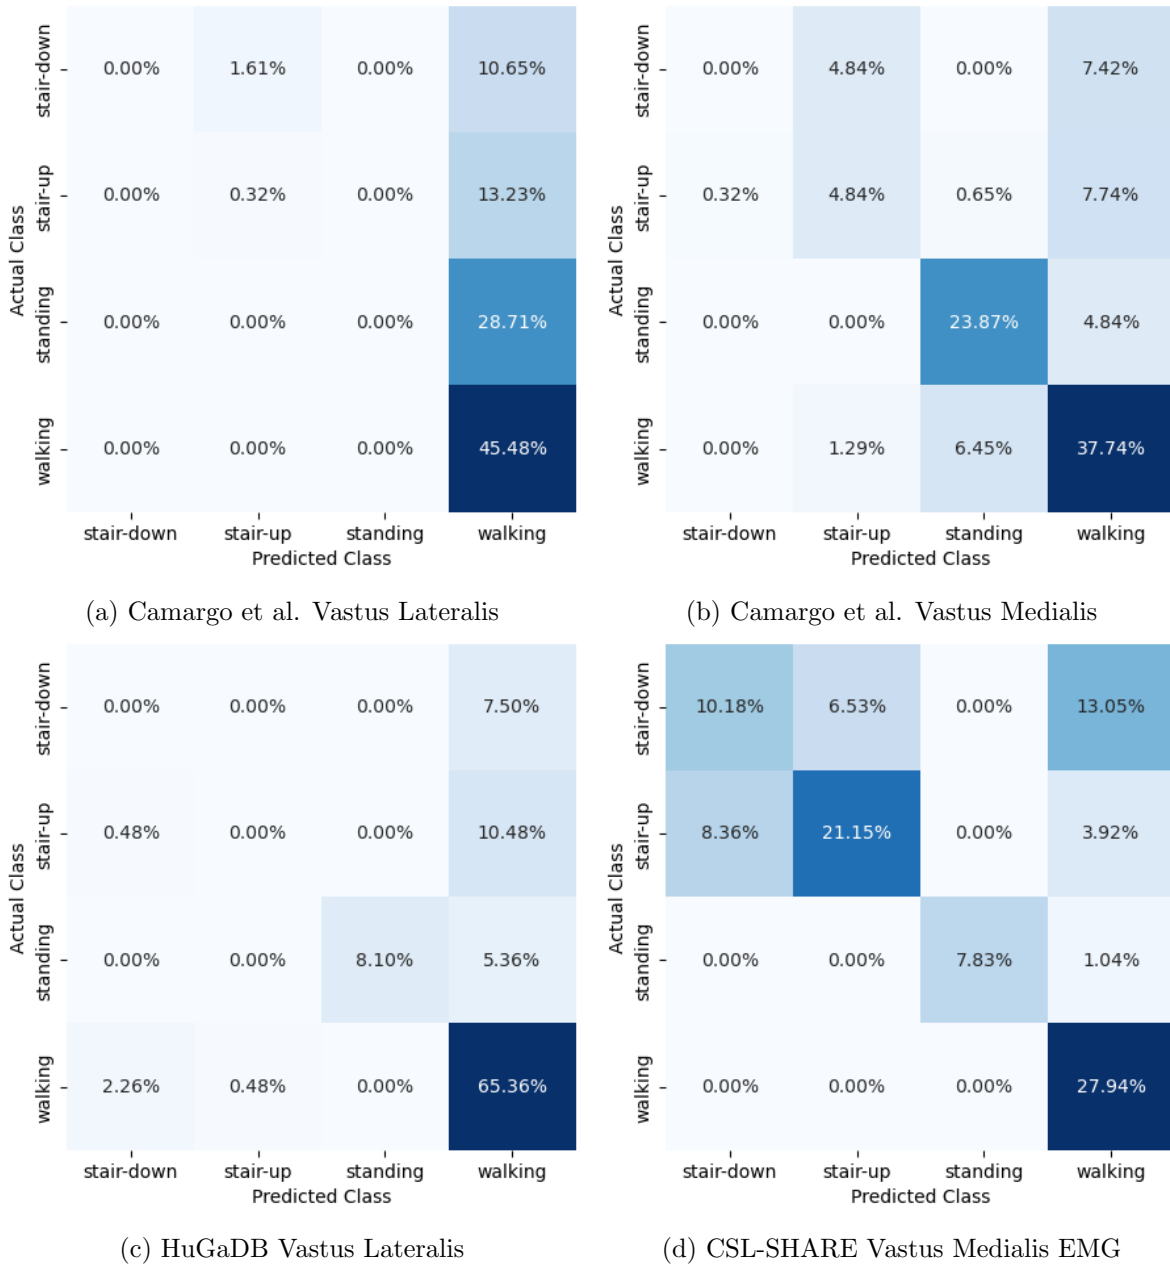 stair-down 0.00% 1.61% 0.00% 10.65%
stair-up 0.00% 0.32% 0.00% 13.23%
standing 0.00% 0.00% 0.00% 28.71%
walking 0.00% 0.00% 0.00% 45.48%
Actual Class
stair-down stair-up standing walking
Predicted Class
(a) Camargo et al. Vastus Lateralis
stair-down 0.00% 4.84% 0.00% 7.42%
stair-up 0.32% 4.84% 0.65% 7.74%
standing 0.00% 0.00% 23.87% 4.84%
walking 0.00% 1.29% 6.45% 37.74%
Actual Class
stair-down stair-up standing walking
Predicted Class
(b) Camargo et al. Vastus Medialis
stair-down 0.00% 0.00% 0.00% 7.50%
stair-up 0.48% 0.00% 0.00% 10.48%
standing 0.00% 0.00% 8.10% 5.36%
walking 2.26% 0.48% 0.00% 65.36%
Actual Class
stair-down stair-up standing walking
Predicted Class
(c) HuGaDB Vastus Lateralis
stair-down 10.18% 6.53% 0.00% 13.05%
stair-up 8.36% 21.15% 0.00% 3.92%
standing 0.00% 0.00% 7.83% 1.04%
walking 0.00% 0.00% 0.00% 27.94%
Actual Class
stair-down stair-up standing walking
Predicted Class
(d) CSL-SHARE Vastus Medialis EMG